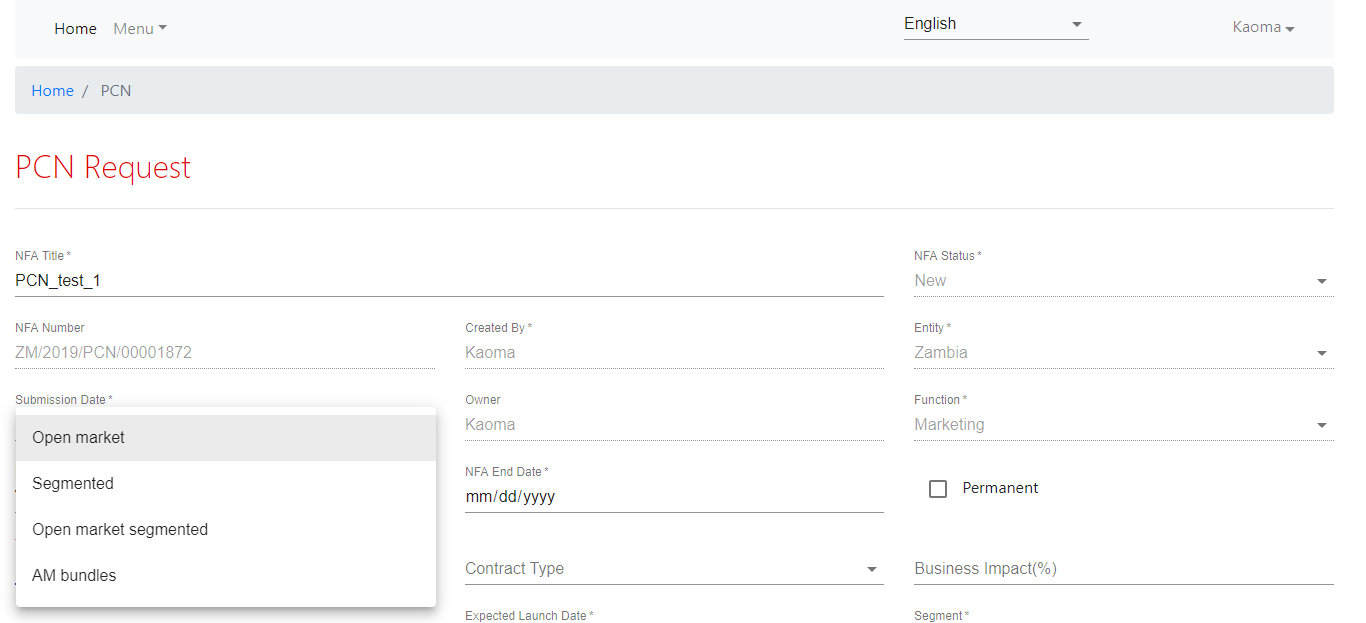 Home Menu English Kaoma
Home / PCN
PCN Request
NFA Title *
PCN_test_1
NFA Status *
New
NFA Number
ZM/2019/PCN/00001872
Created By *
Kaoma
Entity *
Zambia
Submission Date *
Owner
Kaoma
Function *
Marketing
Open market
Segmented
Open market segmented
AM bundles
NFA End Date *
mm/dd/yyyy
Permanent
Contract Type
Business Impact(%)
Expected Launch Date *
Segment *